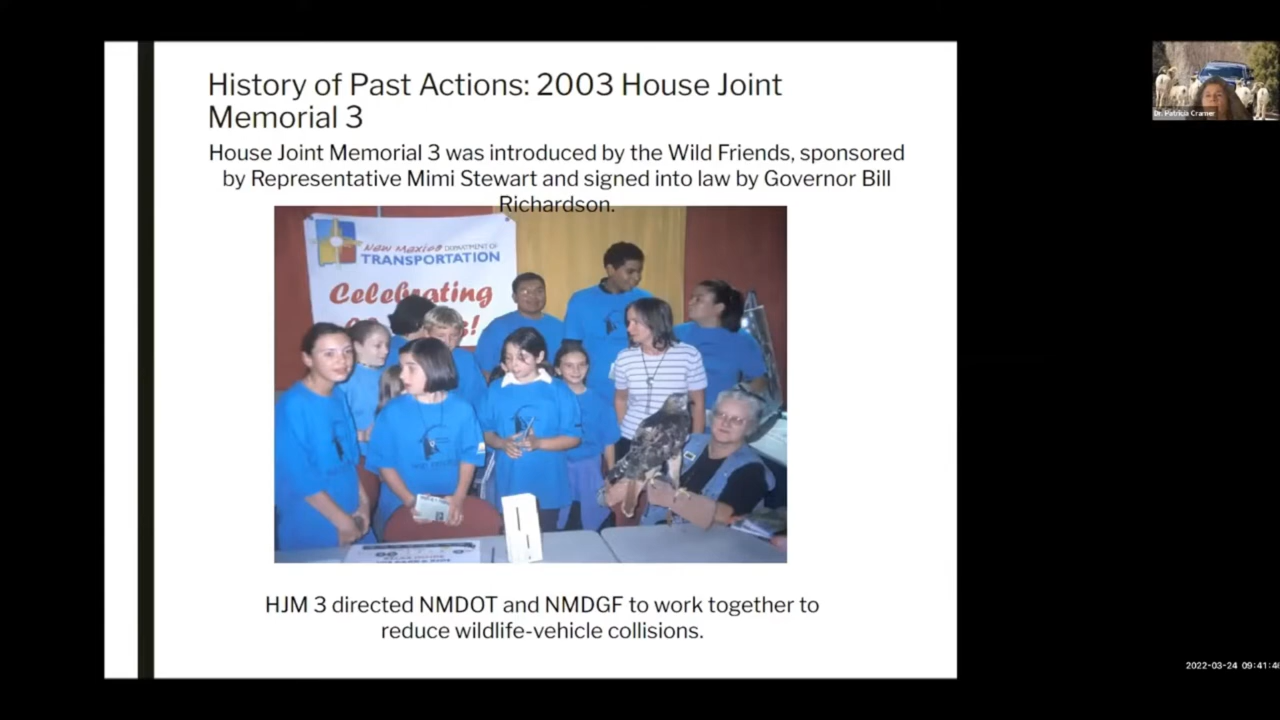 History of Past Actions: 2003 House Joint
Memorial 3
House Joint Memorial 3 was introduced by the Wild Friends, sponsored
by Representative Mimi Stewart and signed into law by Governor Bill
Richardson.
New Mexico DEPARTMENT OF
TRANSPORTATION
Celebrating
HJM 3 directed NMDOT and NMDGF to work together to
reduce wildlife-vehicle collisions.
Dr. Patricia Cramer
2022-03-24 09:41:4